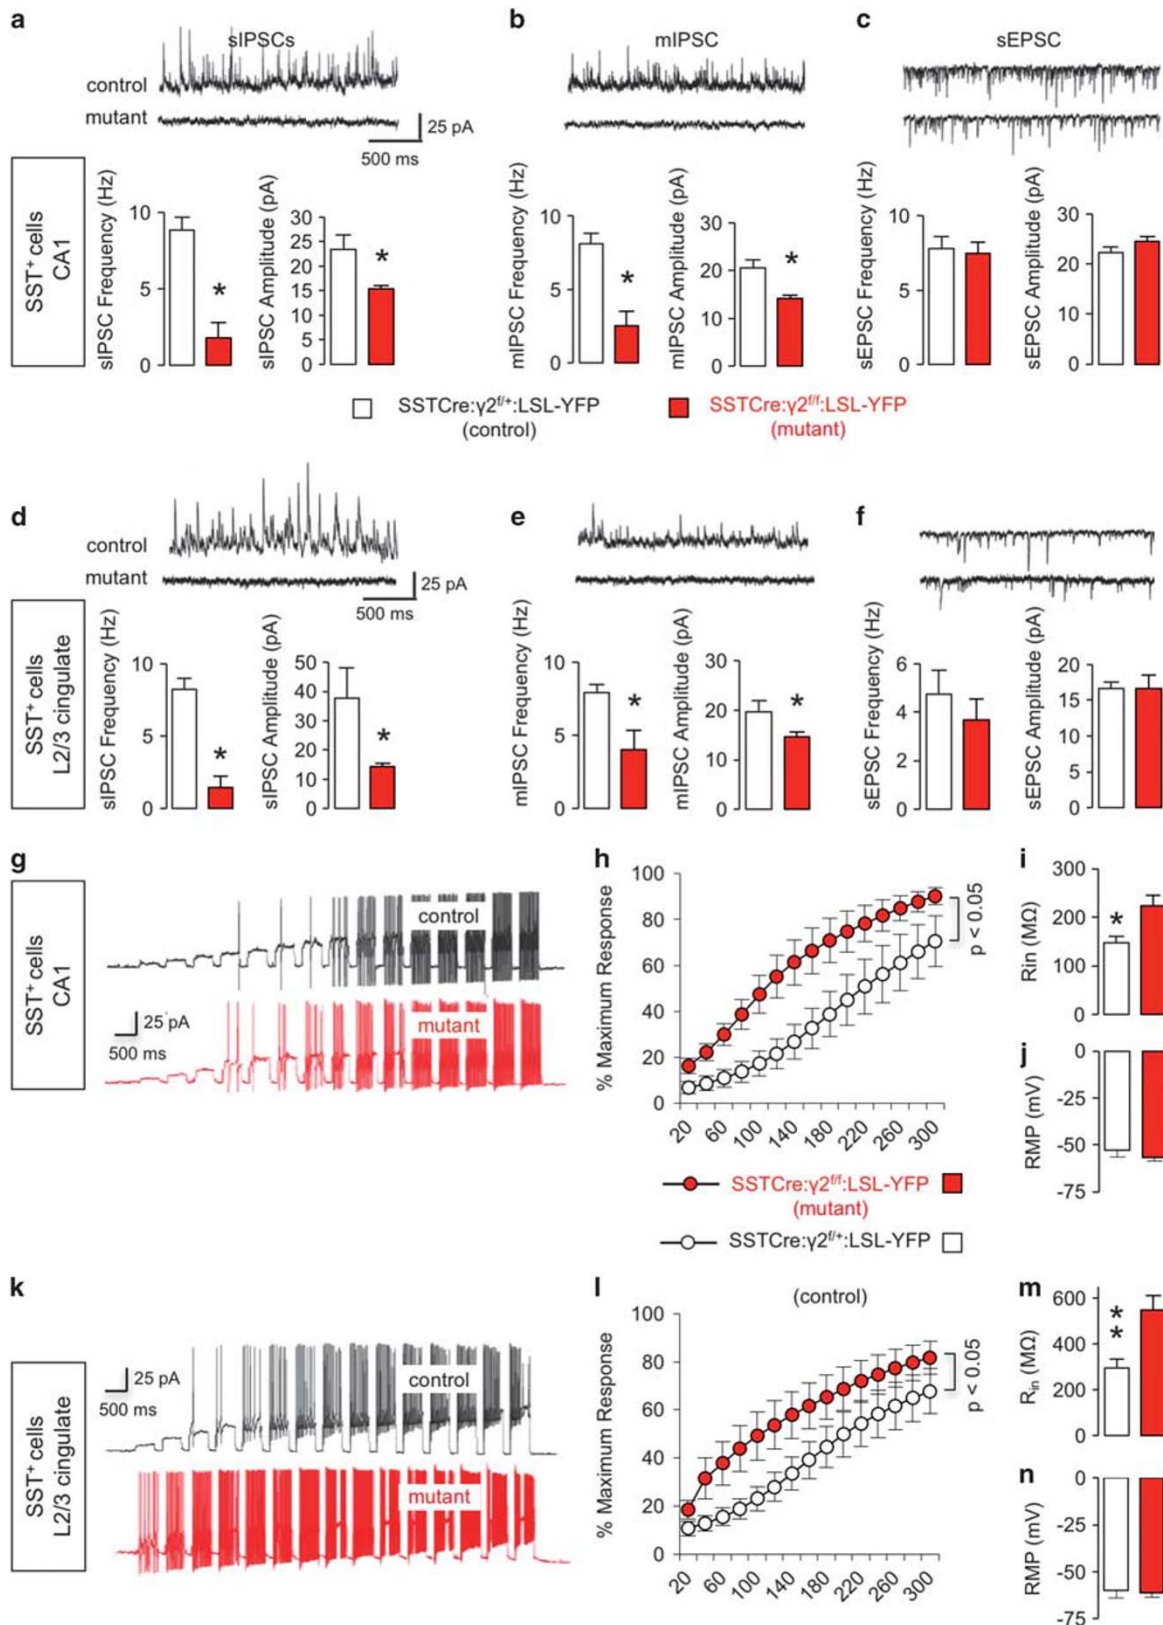 a
sIPSCs
control
mutant
25 pA
500 ms
b
mIPSC
c
sEPSC
SST⁺ cells
CA1
sIPSC Frequency (Hz)
10
5
0
*
sIPSC Amplitude (pA)
30
25
20
15
10
5
0
*
mIPSC Frequency (Hz)
10
5
0
*
mIPSC Amplitude (pA)
30
20
10
0
*
sEPSC Frequency (Hz)
10
5
0
sEPSC Amplitude (pA)
30
20
10
0
SSTCre:γ2ᶠ/⁺:LSL-YFP
(control)
SSTCre:γ2ᶠ/ᶠ:LSL-YFP
(mutant)
d
control
mutant
25 pA
500 ms
e
f
SST⁺ cells
L2/3 cingulate
sIPSC Frequency (Hz)
10
5
0
*
sIPSC Amplitude (pA)
50
40
30
20
10
0
*
mIPSC Frequency (Hz)
10
5
0
*
mIPSC Amplitude (pA)
30
20
10
0
*
sEPSC Frequency (Hz)
6
4
2
0
sEPSC Amplitude (pA)
20
15
10
5
0
g
SST⁺ cells
CA1
control
mutant
25 pA
500 ms
h
% Maximum Response
100
80
60
40
20
0
20
60
100
140
180
220
260
300
p < 0.05
i
Rin (MΩ)
300
200
100
0
*
j
RMP (mV)
0
-25
-50
-75
SSTCre:γ2ᶠ/ᶠ:LSL-YFP
(mutant)
SSTCre:γ2ᶠ/⁺:LSL-YFP
(control)
k
SST⁺ cells
L2/3 cingulate
25 pA
500 ms
control
mutant
l
% Maximum Response
100
80
60
40
20
0
20
60
100
140
180
220
260
300
p < 0.05
m
Rᵢₙ (MΩ)
600
400
200
0
*
*
n
RMP (mV)
0
-25
-50
-75